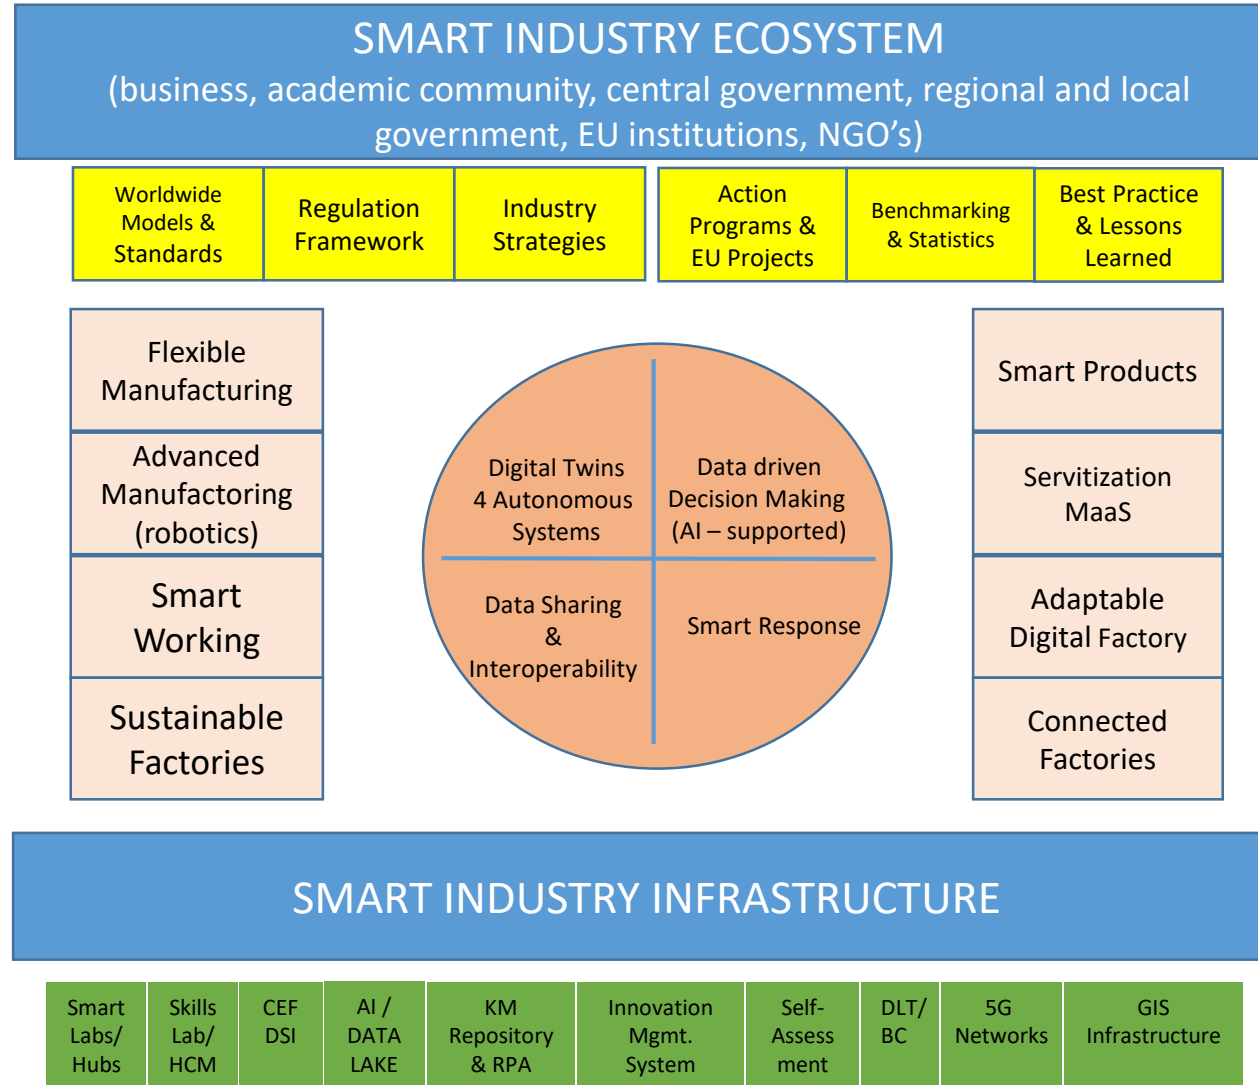 SMART INDUSTRY ECOSYSTEM
(business, academic community, central government, regional and local
government, EU institutions, NGO’s)
Worldwide
Models &
Standards
Regulation
Framework
Industry
Strategies
Action
Programs &
EU Projects
Benchmarking
& Statistics
Best Practice
& Lessons
Learned
Flexible
Manufacturing
Advanced
Manufactoring
(robotics)
Smart
Working
Sustainable
Factories
Digital Twins
4 Autonomous
Systems
Data driven
Decision Making
(AI – supported)
Data Sharing
&
Interoperability
Smart Response
Smart Products
Servitization
MaaS
Adaptable
Digital Factory
Connected
Factories
SMART INDUSTRY INFRASTRUCTURE
Smart
Labs/
Hubs
Skills
Lab/
HCM
CEF
DSI
AI /
DATA
LAKE
KM
Repository
& RPA
Innovation
Mgmt.
System
Self-
Assess
ment
DLT/
BC
5G
Networks
GIS
Infrastructure